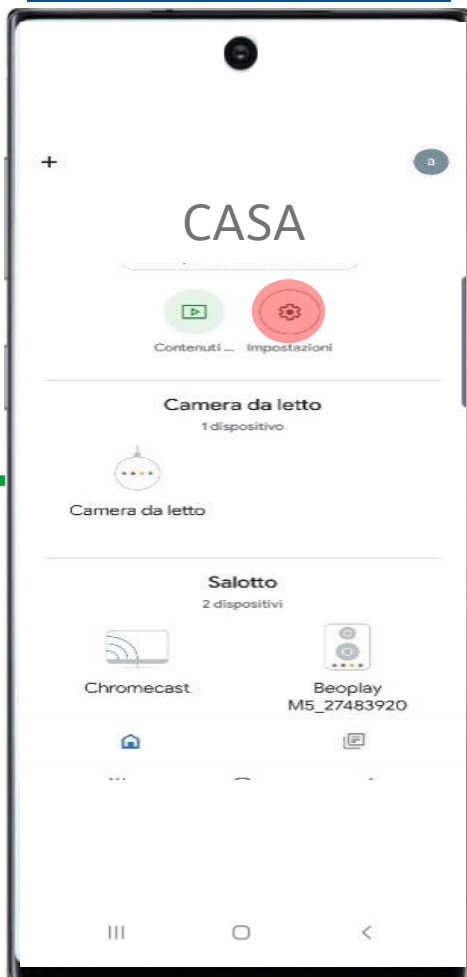 +
a
CASA
Contenuti ... Impostazioni
Camera da letto
1 dispositivo
Camera da letto
Salotto
2 dispositivi
Chromecast
Beoplay
M5_27483920